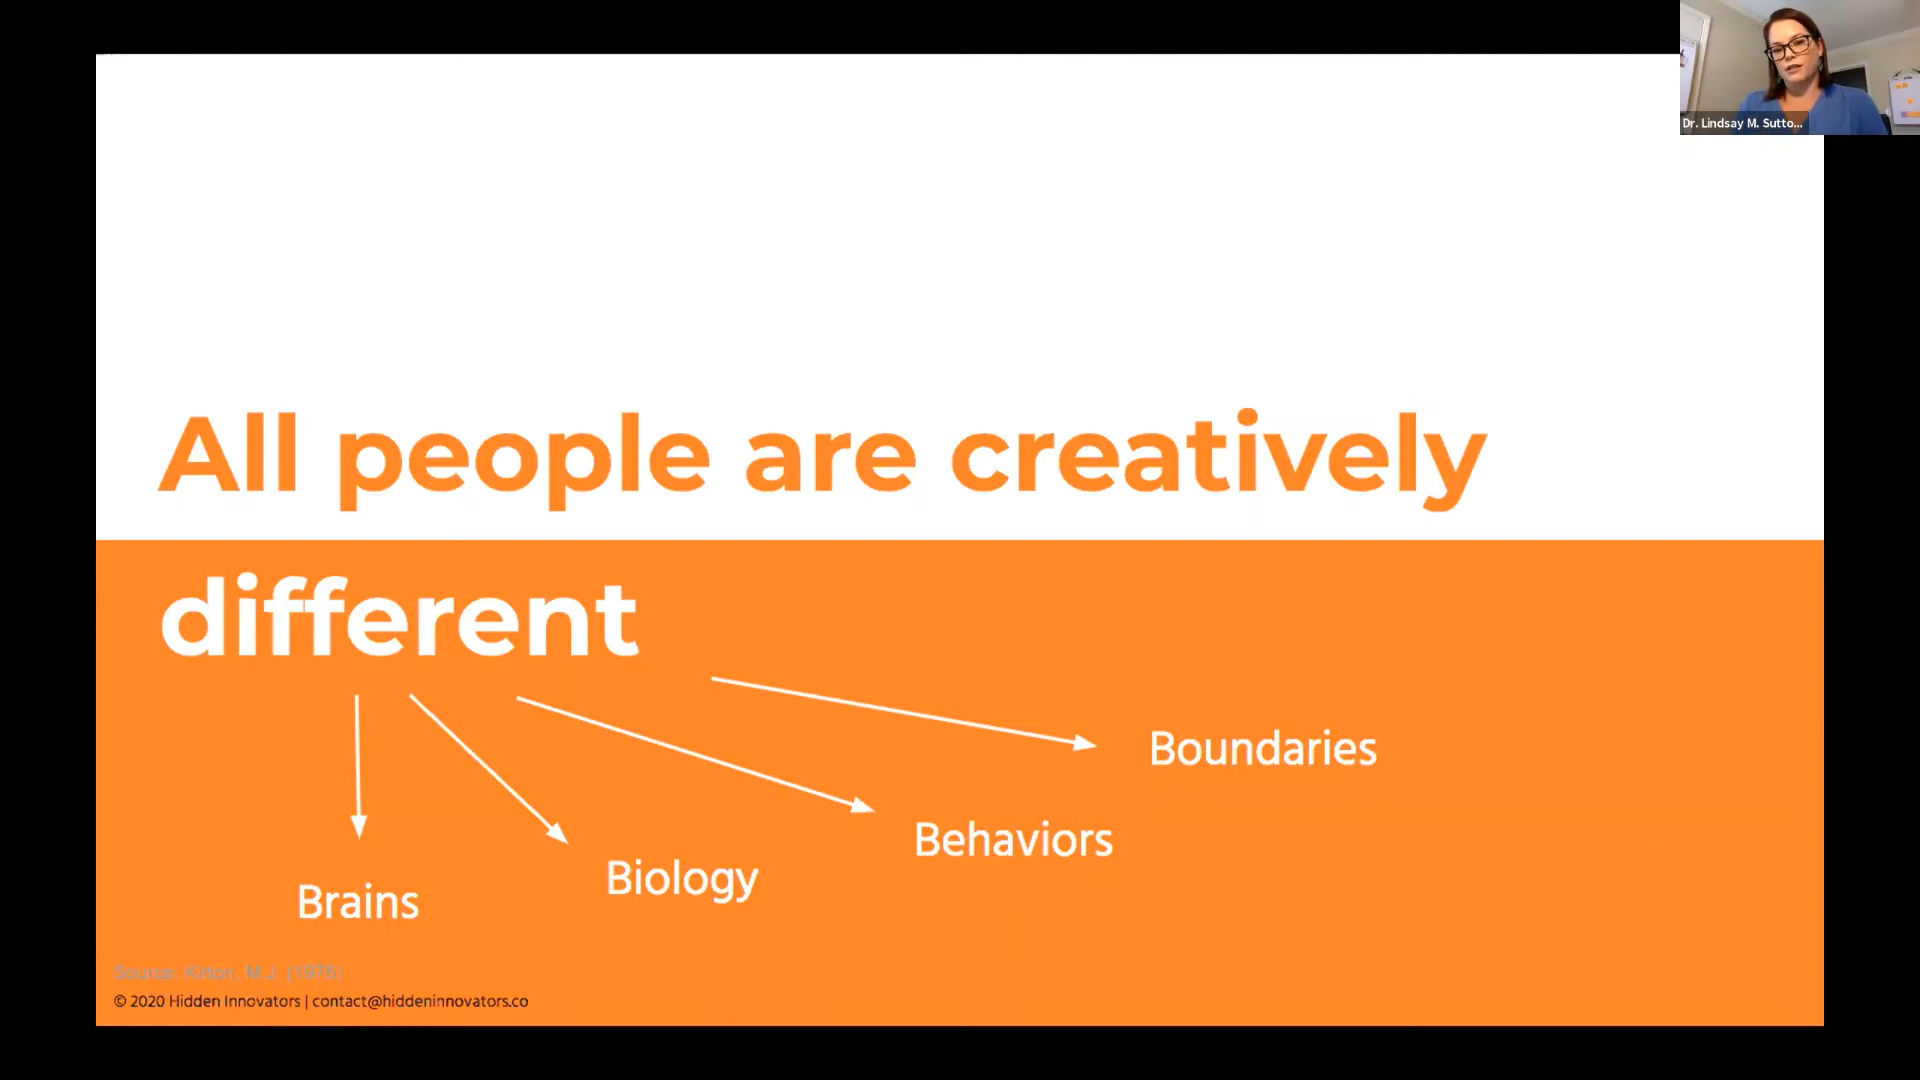 Dr. Lindsay M. Sutto...
All people are creatively
different
Boundaries
Behaviors
Biology
Brains
Source: Kirton, M.J. (1976)
© 2020 Hidden Innovators | contact@hiddeninnovators.co